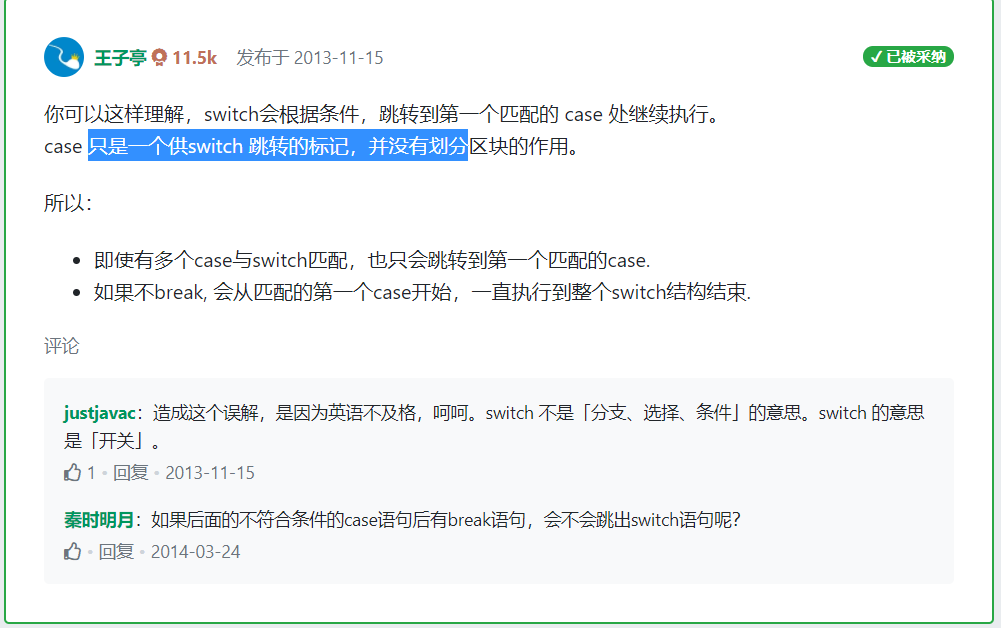 王子亭 11.5k 发布于 2013-11-15 ✓已被采纳
你可以这样理解，switch会根据条件，跳转到第一个匹配的 case 处继续执行。
case 只是一个供switch 跳转的标记，并没有划分区块的作用。
所以：
• 即使有多个case与switch匹配，也只会跳转到第一个匹配的case.
• 如果不break, 会从匹配的第一个case开始，一直执行到整个switch结构结束.
评论
justjavac：造成这个误解，是因为英语不及格，呵呵。switch 不是「分支、选择、条件」的意思。switch 的意思
是「开关」。
1 • 回复 • 2013-11-15
秦时明月：如果后面的不符合条件的case语句后有break语句，会不会跳出switch语句呢？
• 回复 • 2014-03-24